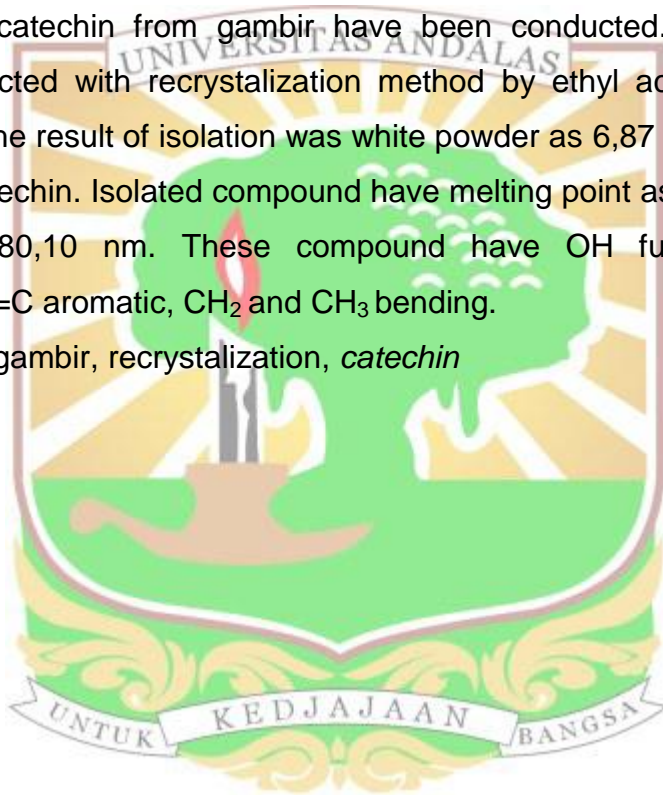 catechin from gambir have been conducted.
UNIVERSITAS ANDALAS
cted with recrystalization method by ethyl ac
ne result of isolation was white powder as 6,87
echin. Isolated compound have melting point as
80,10 nm. These compound have OH fu
=C aromatic, CH₂ and CH₃ bending.
gambir, recrystalization, catechin
UNTUK KEDJAJAAN BANGSA